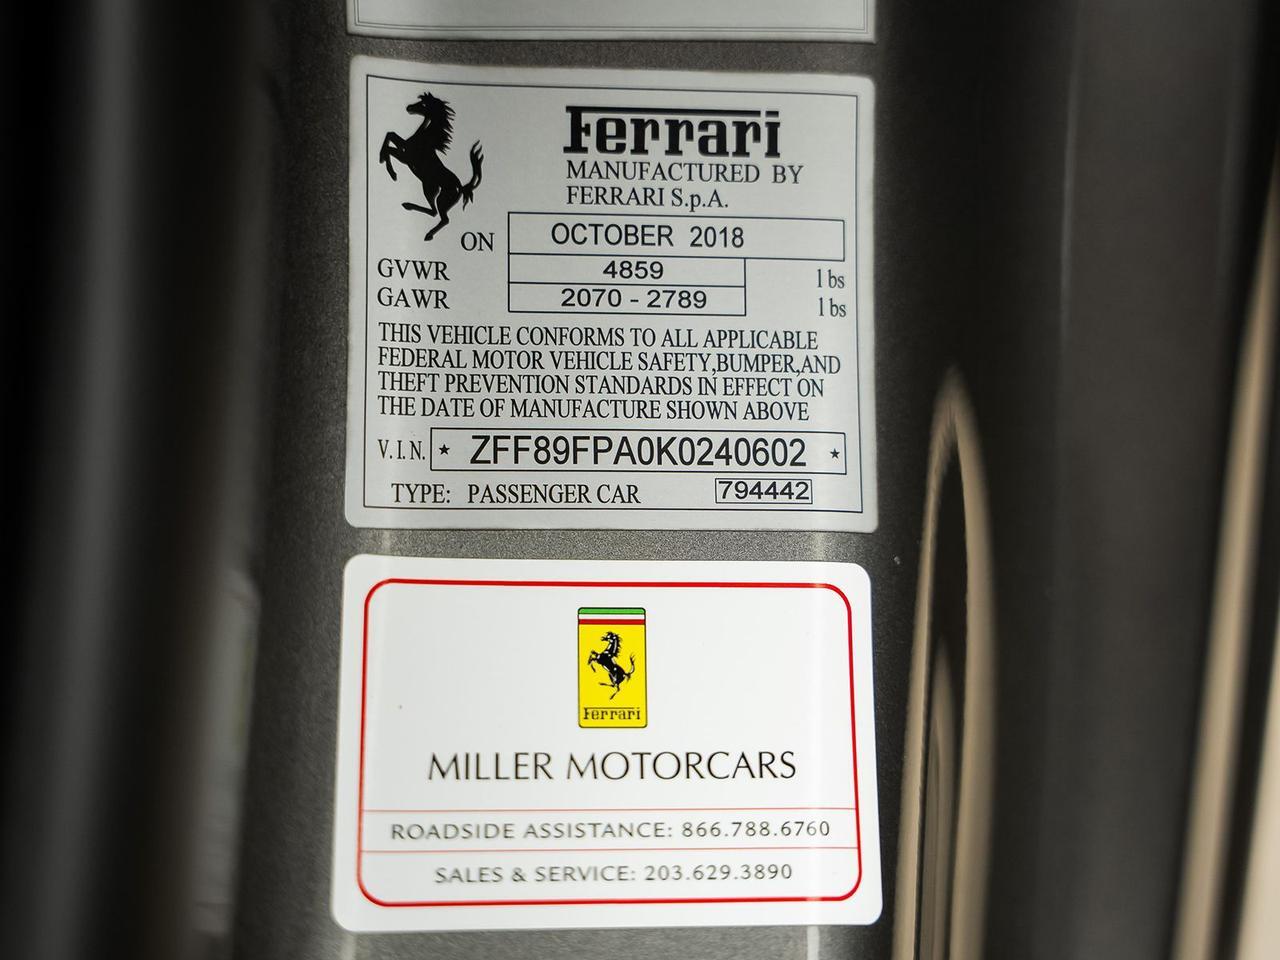 Ferrari
MANUFACTURED BY
FERRARI S.p.A.
ON OCTOBER 2018
GVWR 4859 lbs
GAWR 2070 - 2789 lbs
THIS VEHICLE CONFORMS TO ALL APPLICABLE
FEDERAL MOTOR VEHICLE SAFETY,BUMPER,AND
THEFT PREVENTION STANDARDS IN EFFECT ON
THE DATE OF MANUFACTURE SHOWN ABOVE
V.I.N. ★ ZFF89FPA0K0240602 ★
TYPE: PASSENGER CAR 794442
Ferrari
MILLER MOTORCARS
ROADSIDE ASSISTANCE: 866.788.6760
SALES & SERVICE: 203.629.3890